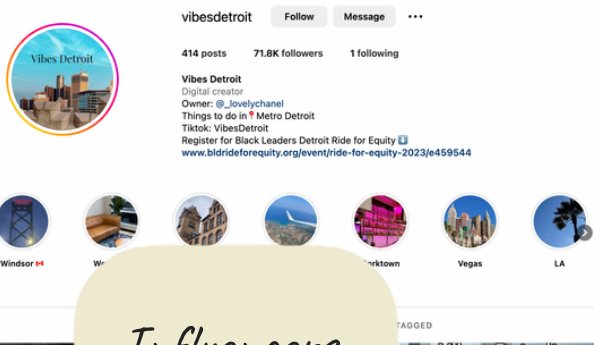 vibesdetroit Follow Message •••
Vibes Detroit
414 posts 71.8K followers 1 following
Vibes Detroit
Digital creator
Owner: @_lovelychanel
Things to do in📍Metro Detroit
Tiktok: VibesDetroit
Register for Black Leaders Detroit Ride for Equity⬇️
www.bldrideforequity.org/event/ride-for-equity-2023/e459544
Windsor 🇨🇦 Vegas LA
TAGGED